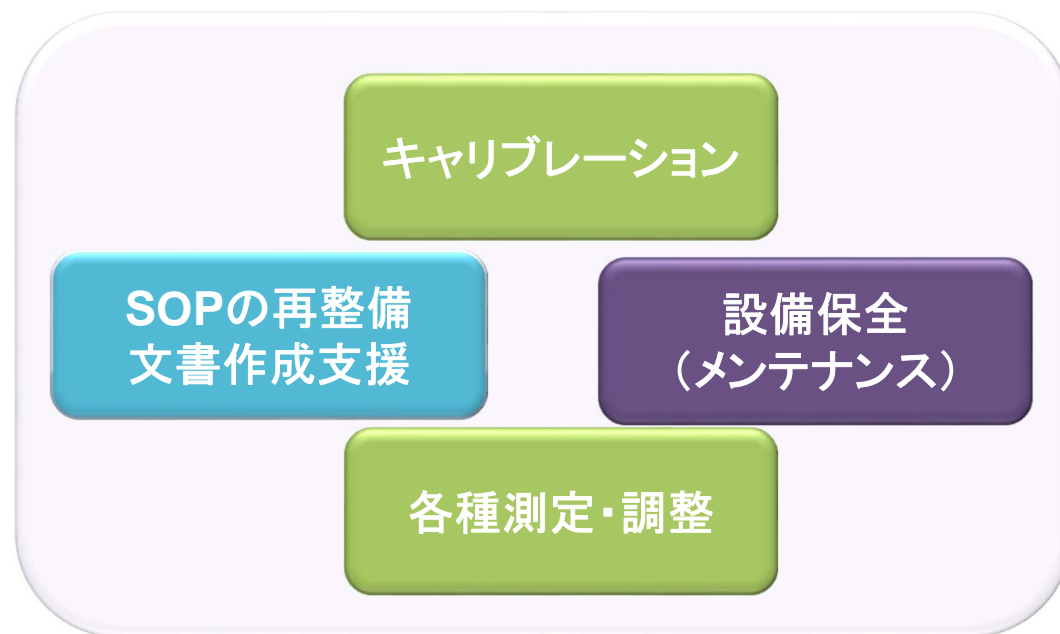 キャリブレーション
SOPの再整備
文書作成支援
設備保全
（メンテナンス）
各種測定・調整